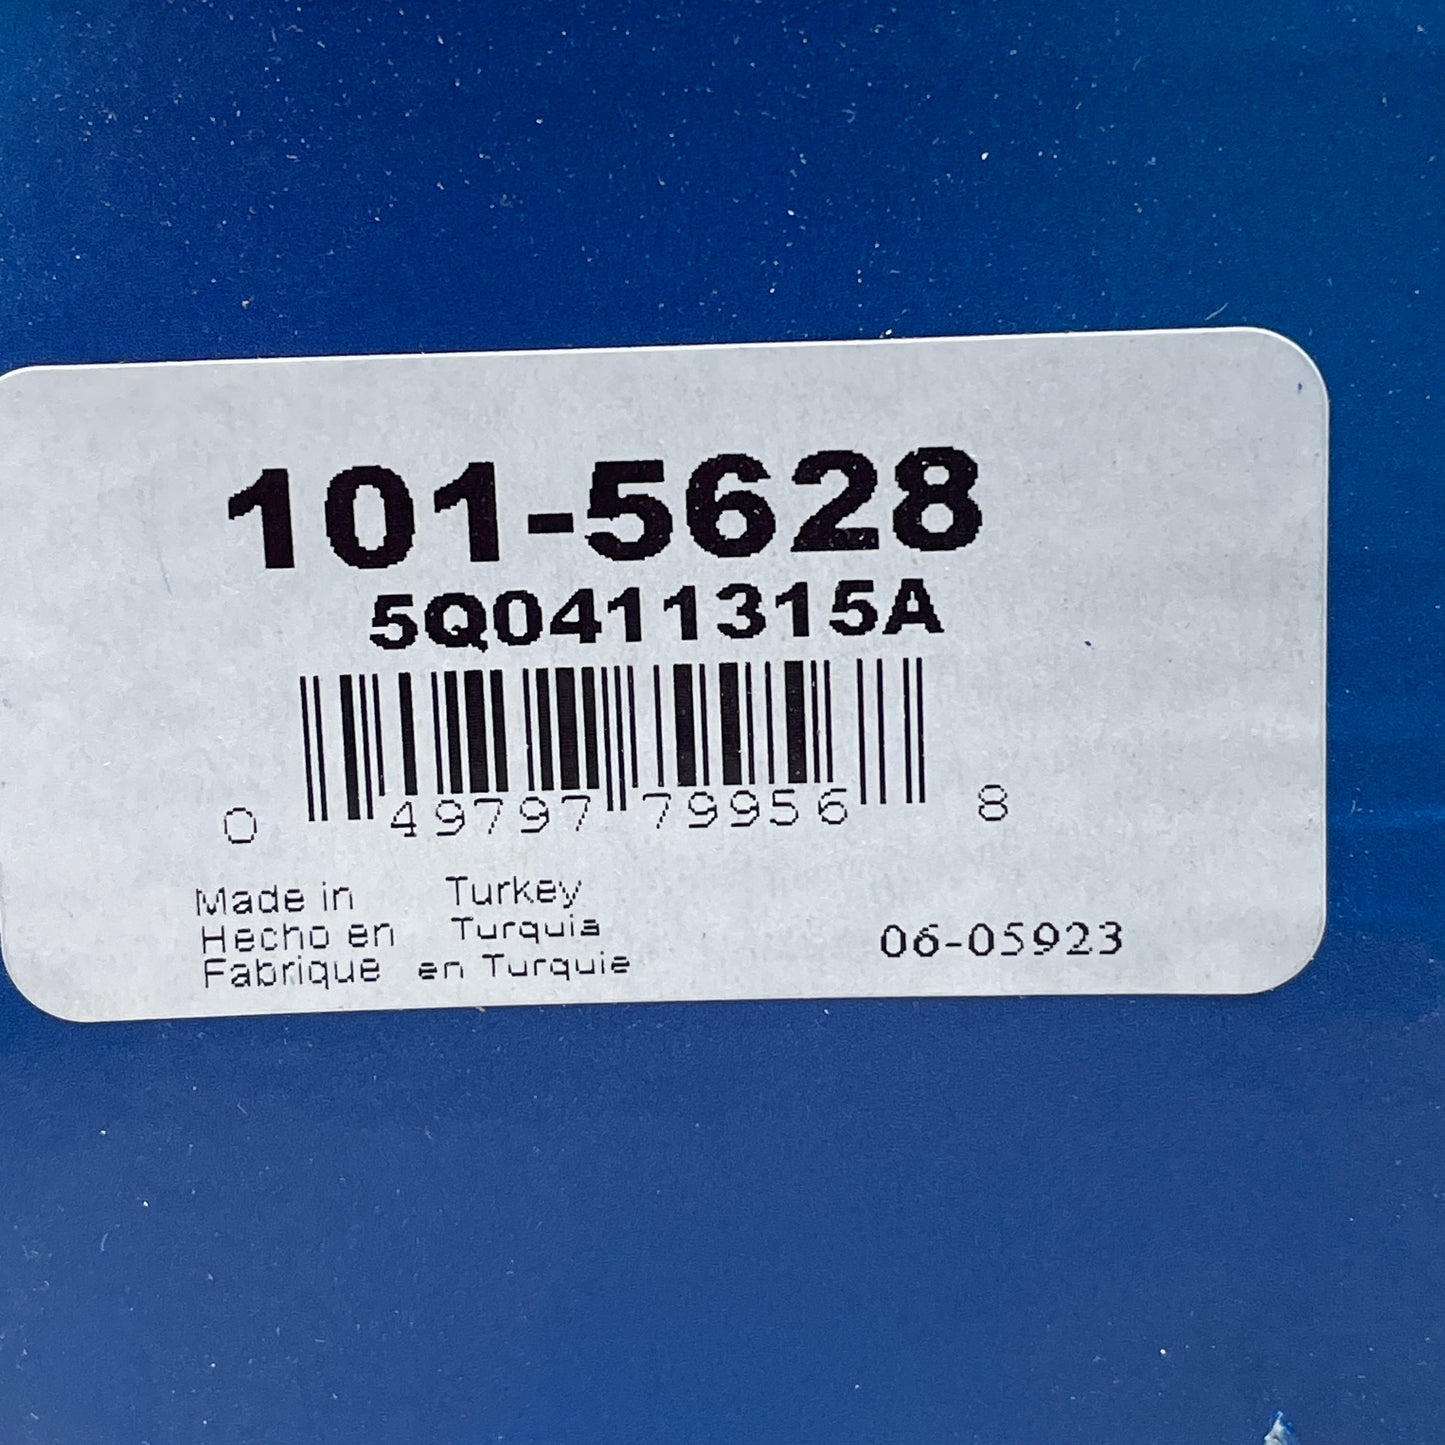 101-5628
5Q0411315A
0 49797 79956 8
Made in Turkey
Hecho en Turquia
Fabrique en Turquie
06-05923